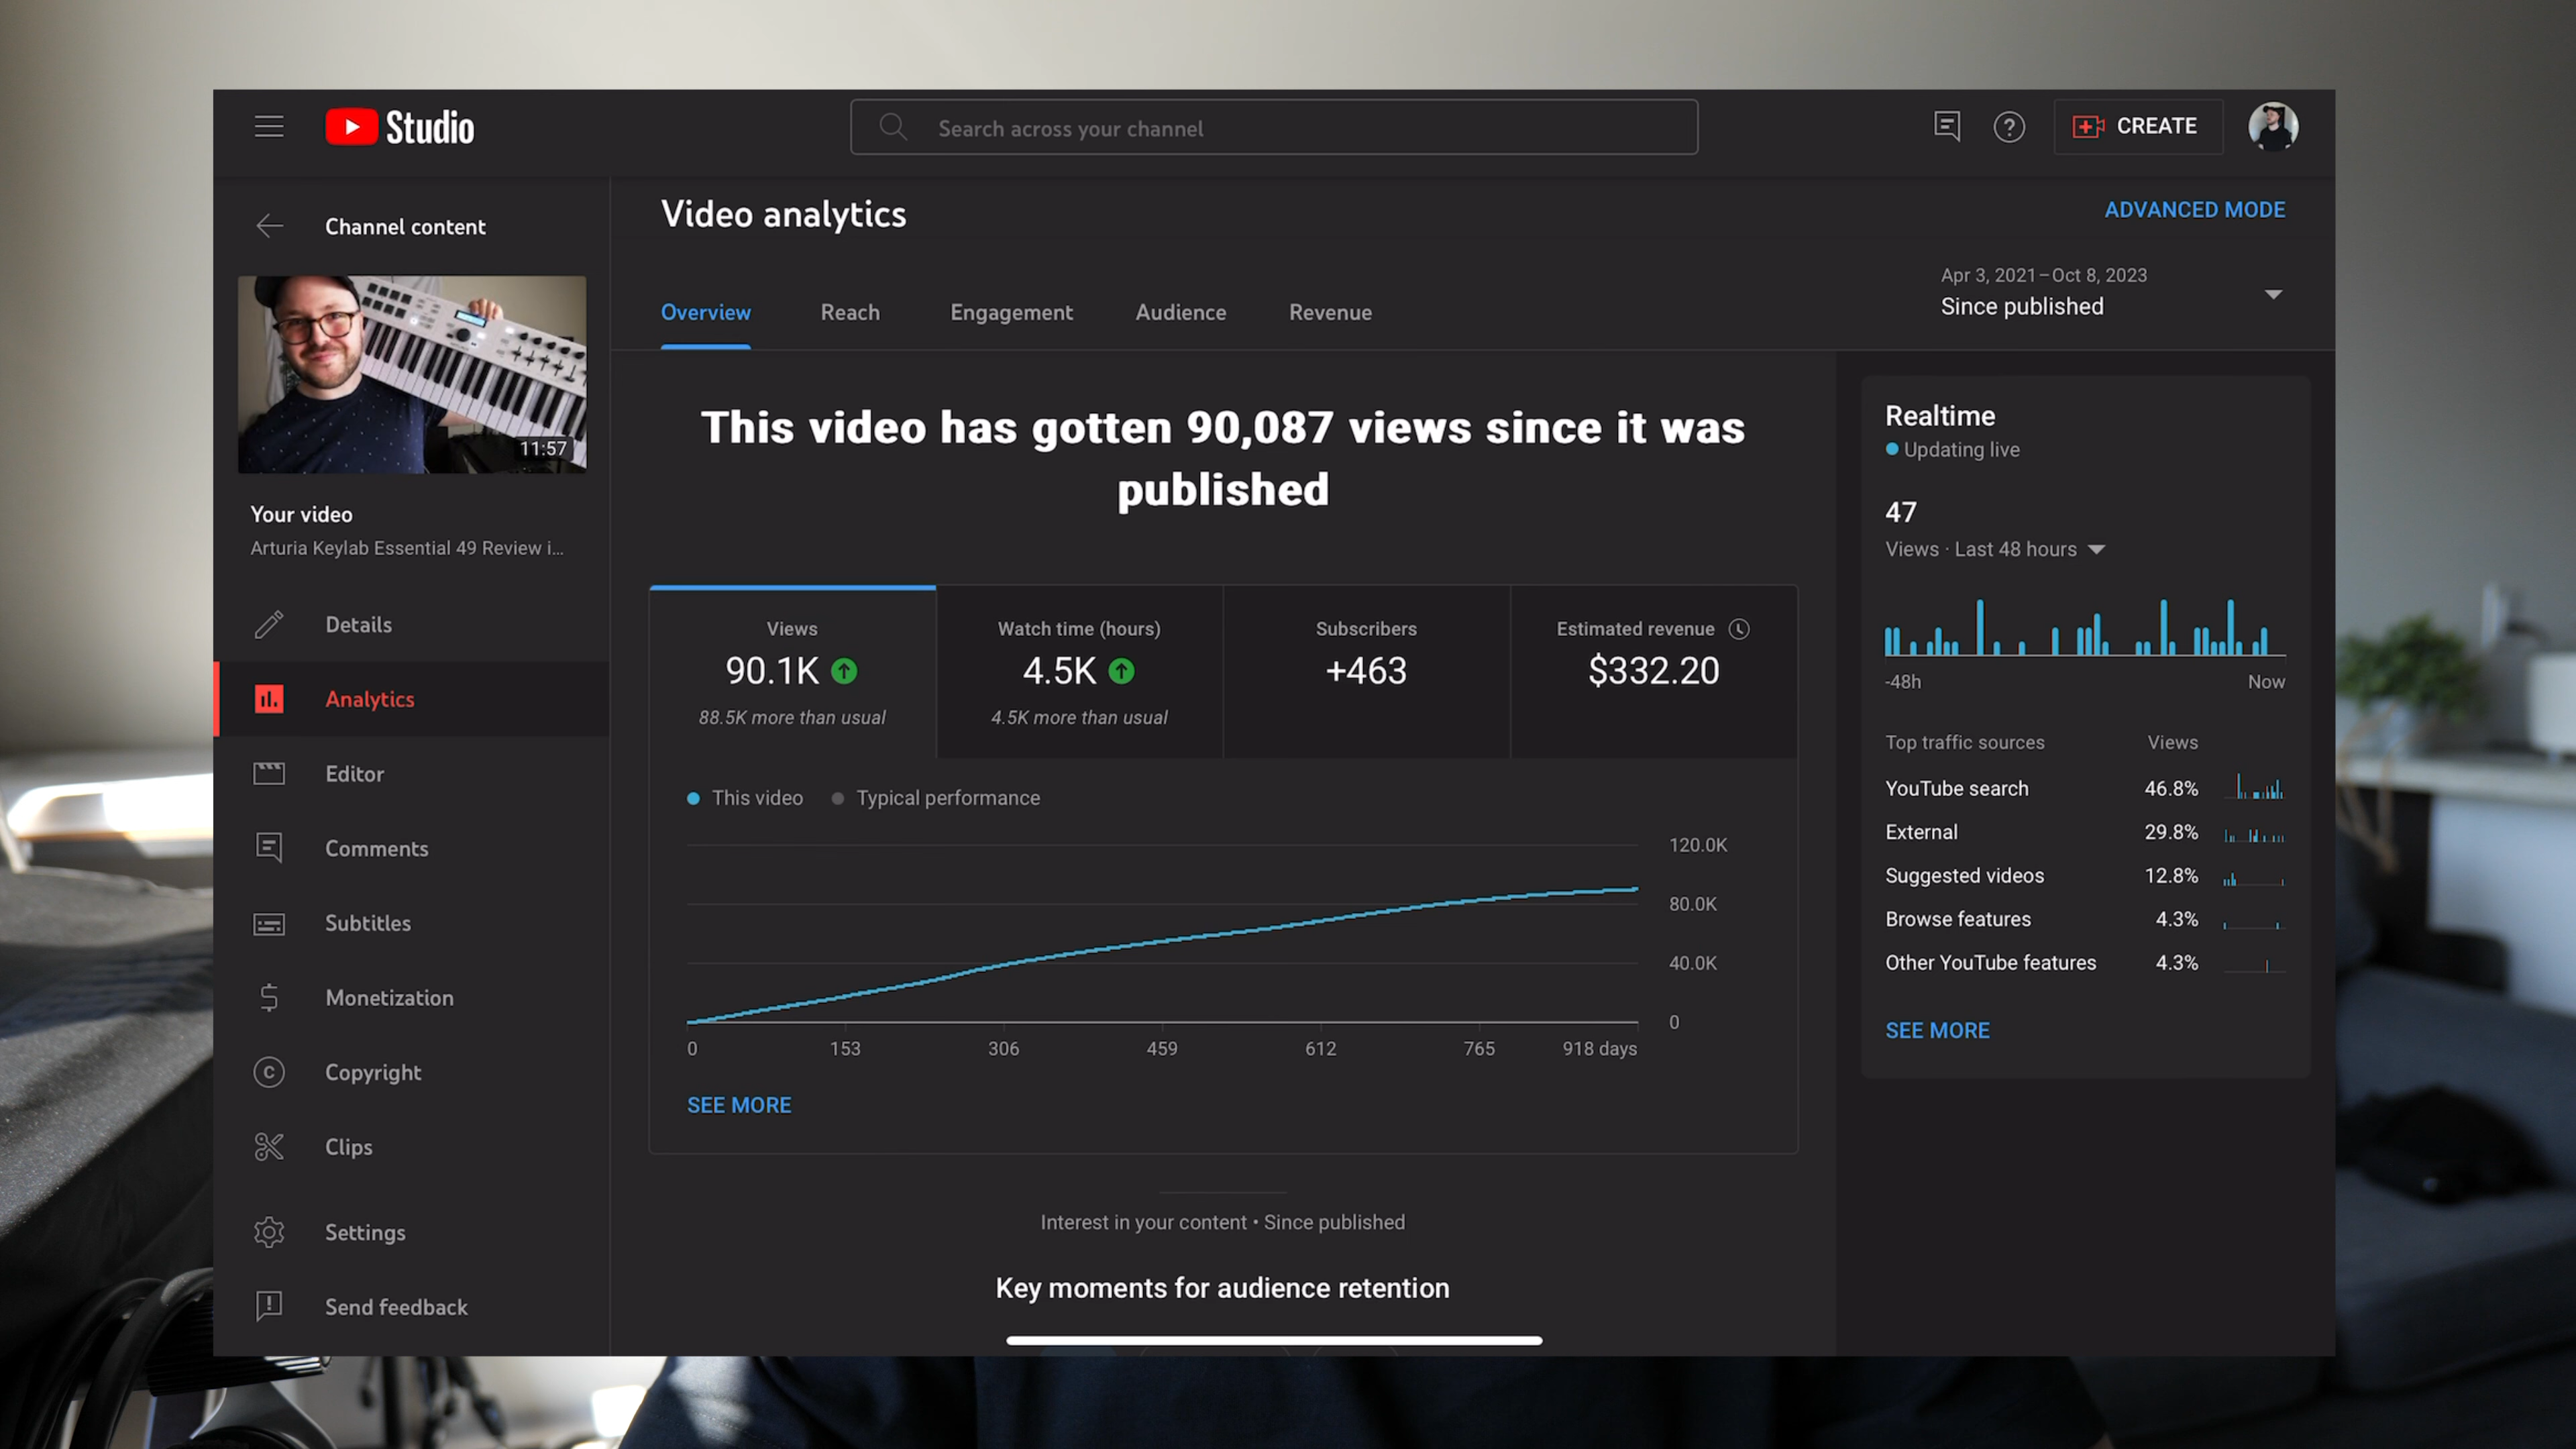 Studio
Search across your channel
CREATE
Channel content
11:57
Your video
Arturia Keylab Essential 49 Review i...
Details
Analytics
Editor
Comments
Subtitles
Monetization
Copyright
Clips
Settings
Send feedback
Video analytics
ADVANCED MODE
Overview
Reach
Engagement
Audience
Revenue
Apr 3, 2021–Oct 8, 2023
Since published
This video has gotten 90,087 views since it was
published
Views
90.1K
88.5K more than usual
Watch time (hours)
4.5K
4.5K more than usual
Subscribers
+463
Estimated revenue
$332.20
This video
Typical performance
120.0K
80.0K
40.0K
0
0 153 306 459 612 765 918 days
SEE MORE
Interest in your content • Since published
Key moments for audience retention
Realtime
Updating live
47
Views · Last 48 hours
-48h Now
Top traffic sources Views
YouTube search 46.8%
External 29.8%
Suggested videos 12.8%
Browse features 4.3%
Other YouTube features 4.3%
SEE MORE